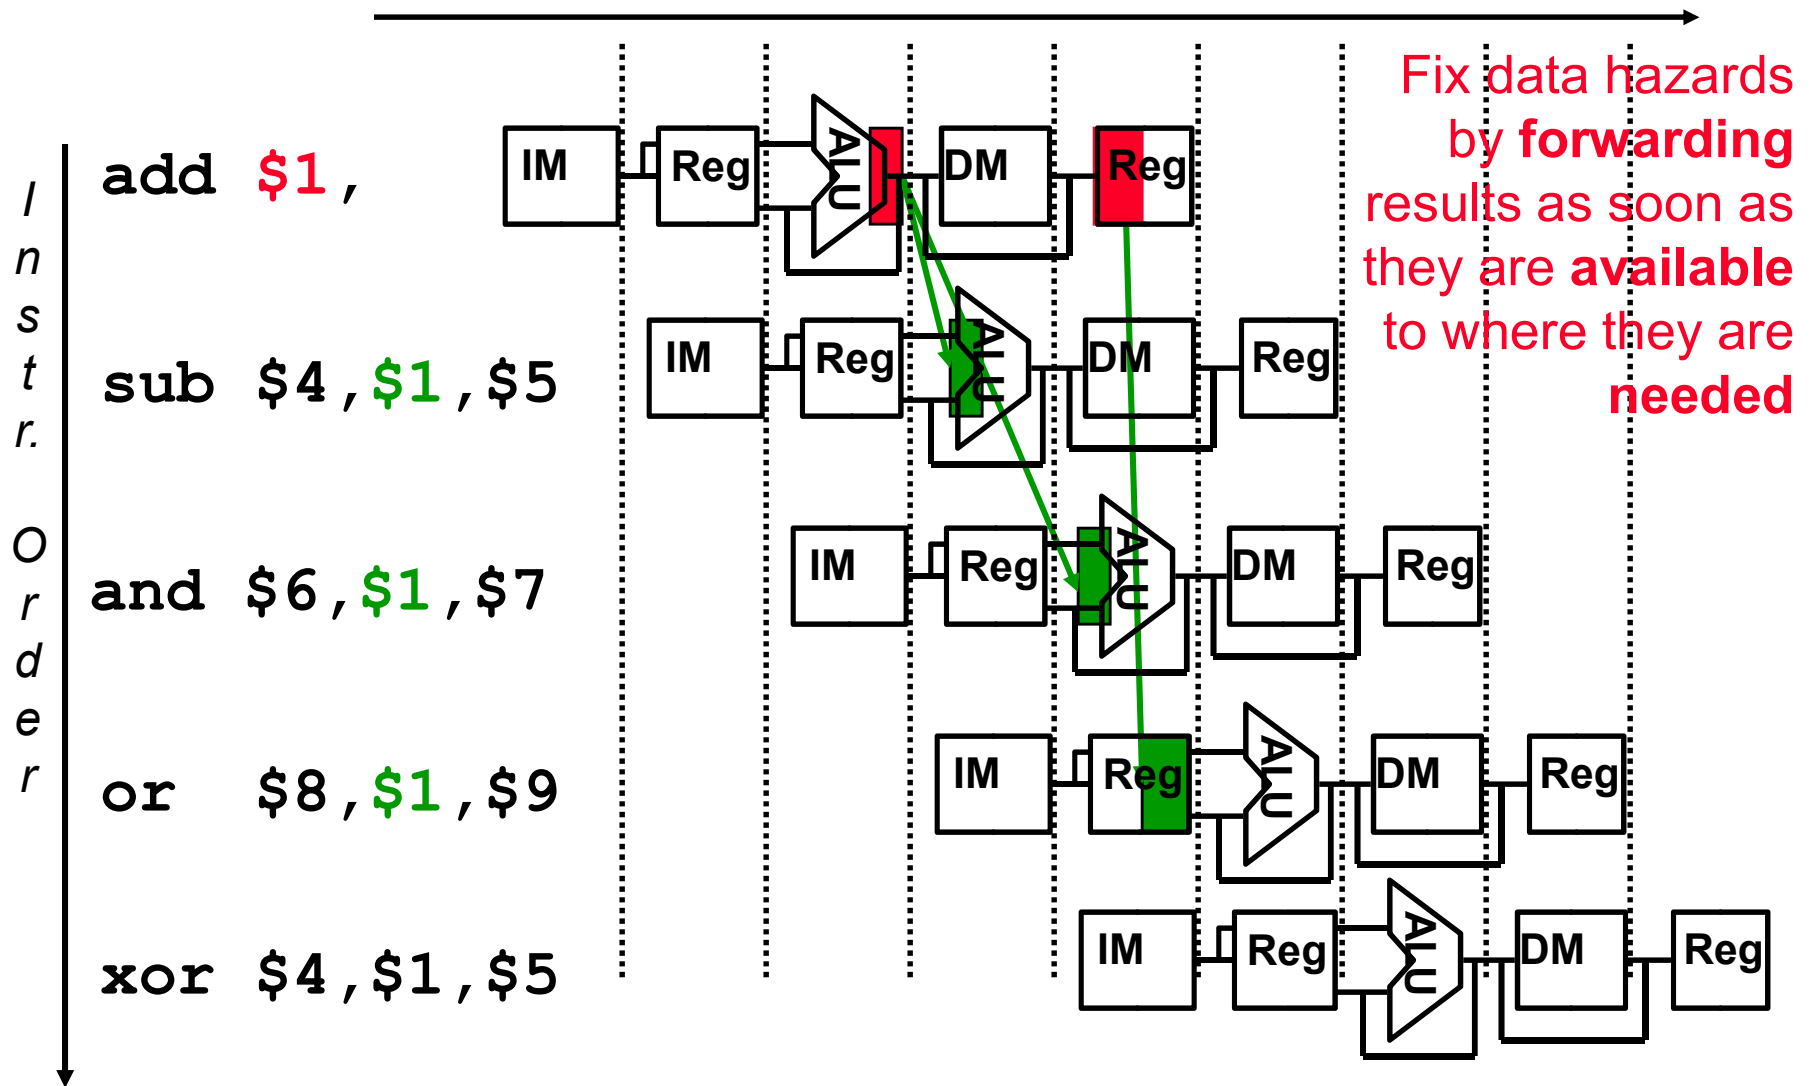 Fix data hazards
by forwarding
results as soon as
they are available
to where they are
needed
Instr. Order
add $1,
IM Reg ALU DM Reg
sub $4,$1,$5
IM Reg ALU DM Reg
and $6,$1,$7
IM Reg ALU DM Reg
or $8,$1,$9
IM Reg ALU DM Reg
xor $4,$1,$5
IM Reg ALU DM Reg